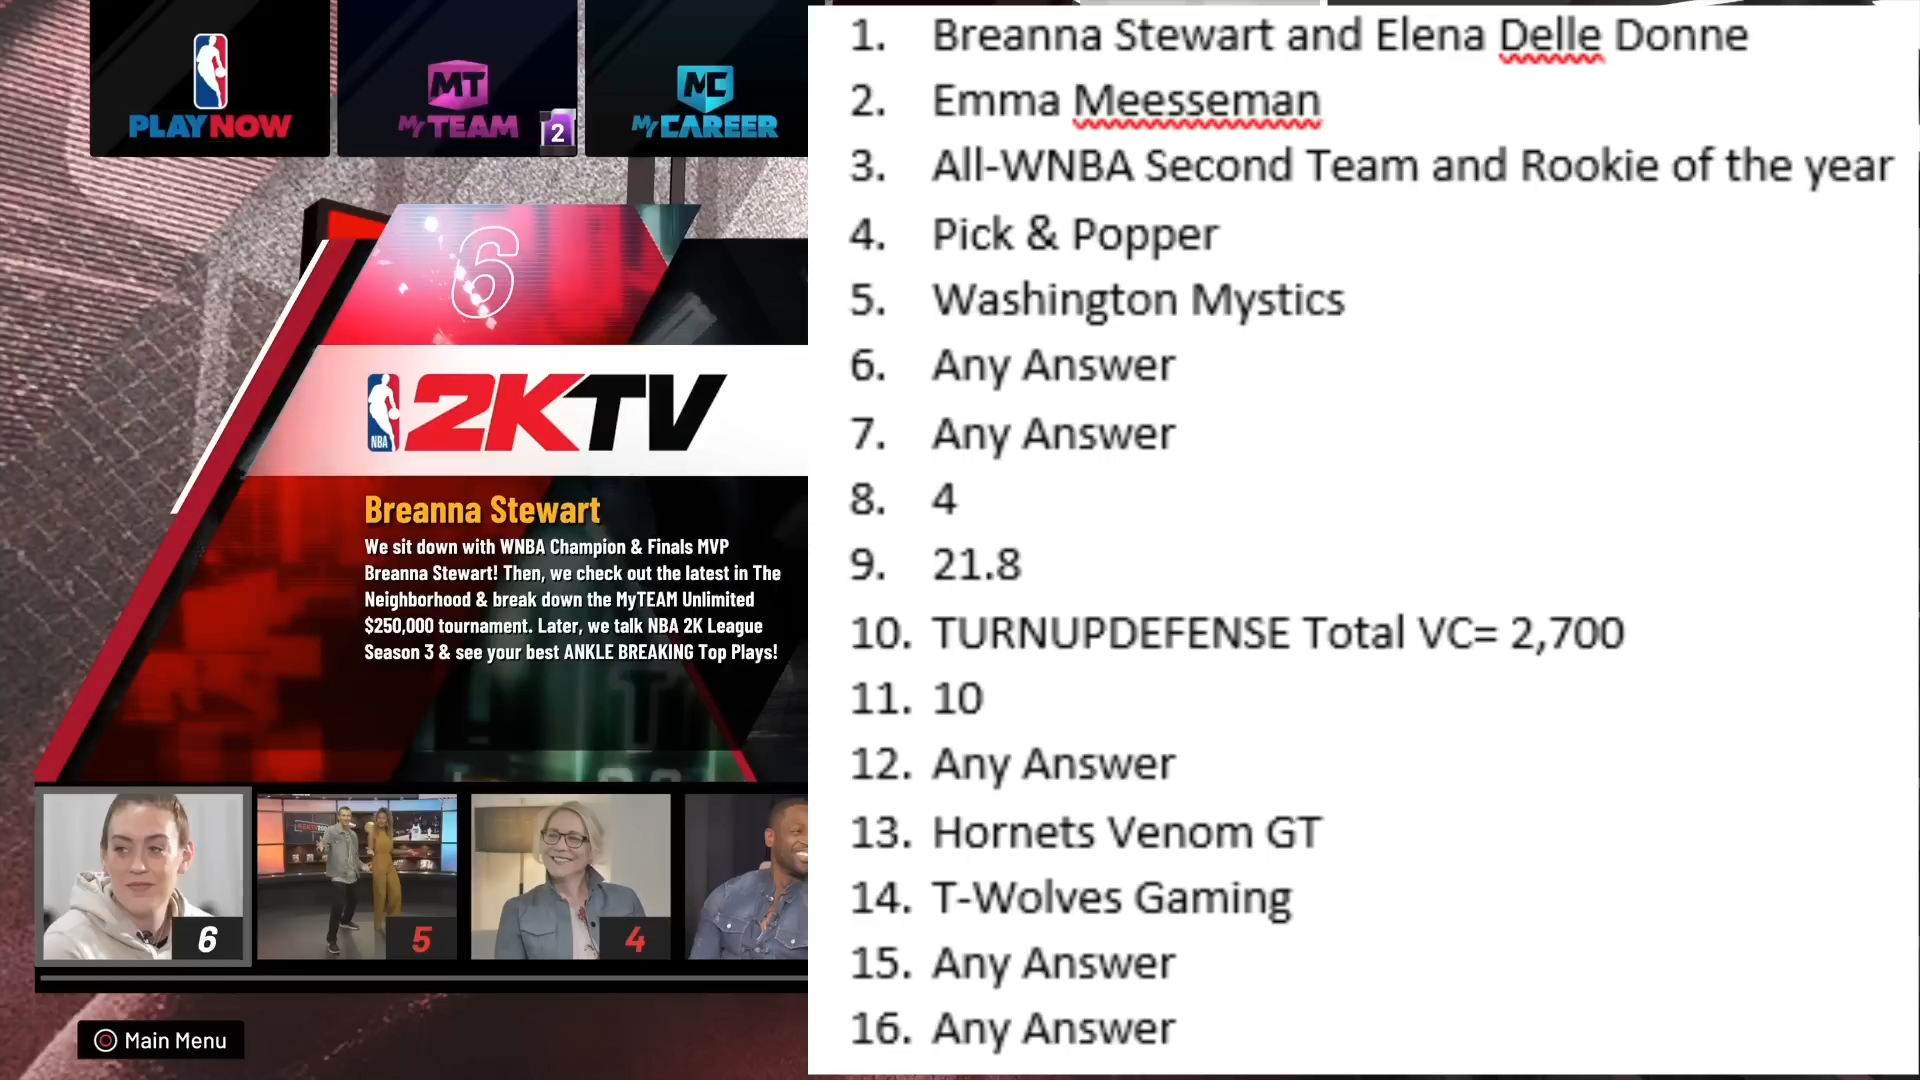 PLAYNOW
MT
MyTEAM
2
MC
MyCAREER
6
NBA
2KTV
Breanna Stewart
We sit down with WNBA Champion & Finals MVP
Breanna Stewart! Then, we check out the latest in The
Neighborhood & break down the MyTEAM Unlimited
$250,000 tournament. Later, we talk NBA 2K League
Season 3 & see your best ANKLE BREAKING Top Plays!
6
5
4
Main Menu
1. Breanna Stewart and Elena Delle Donne
2. Emma Meesseman
3. All-WNBA Second Team and Rookie of the year
4. Pick & Popper
5. Washington Mystics
6. Any Answer
7. Any Answer
8. 4
9. 21.8
10. TURNUPDEFENSE Total VC= 2,700
11. 10
12. Any Answer
13. Hornets Venom GT
14. T-Wolves Gaming
15. Any Answer
16. Any Answer